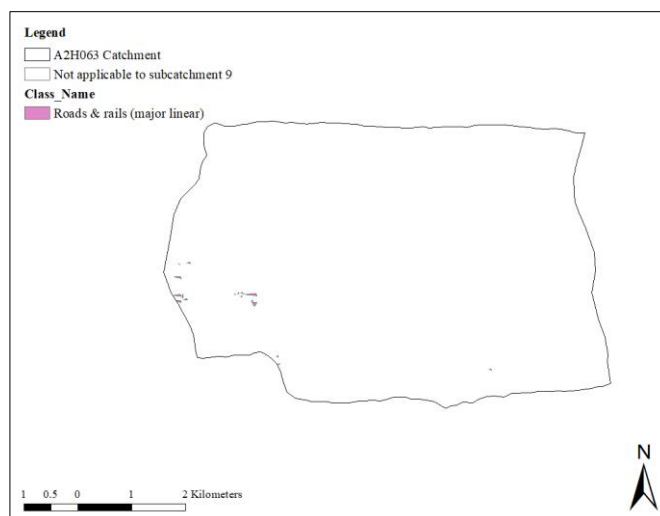 Legend
A2H063 Catchment
Not applicable to subcatchment 9
Class_Name
Roads & rails (major linear)
N
1 0.5 0 1 2 Kilometers